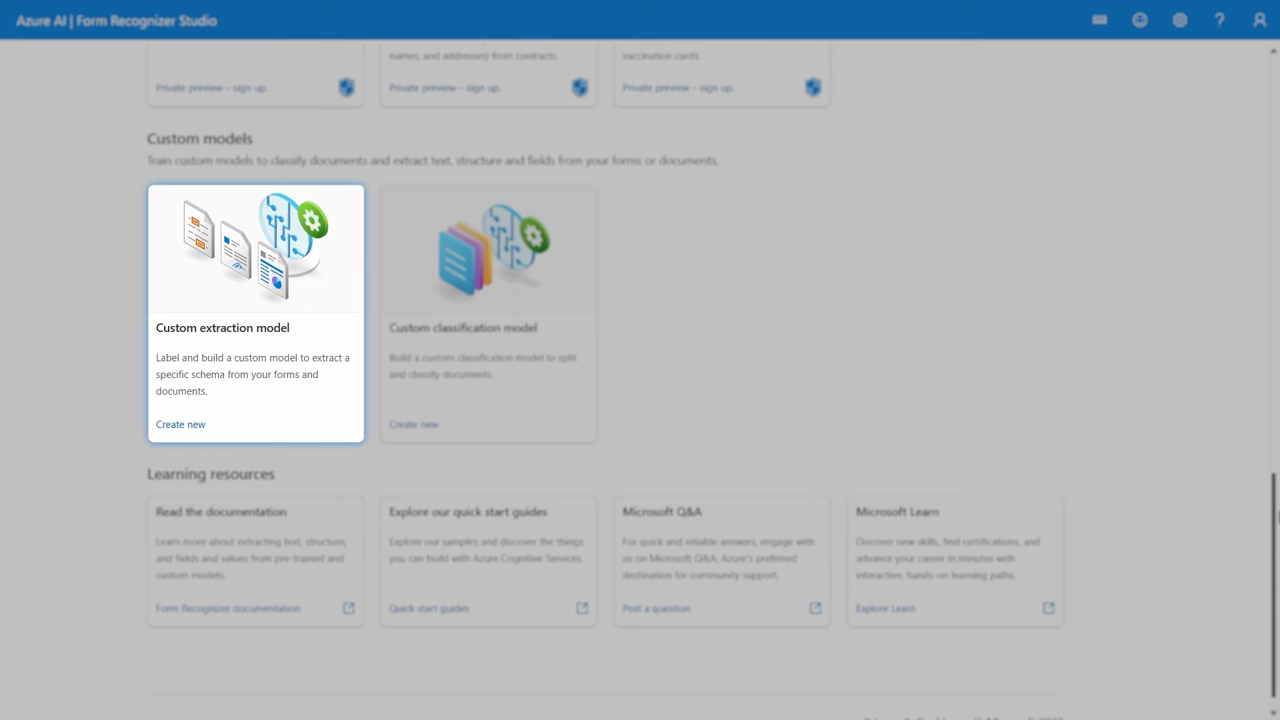 Azure AI | Form Recognizer Studio
names, and addresses) from contracts.
vaccination cards.
Private preview - sign up.
Private preview - sign up.
Private preview - sign up.
Custom models
Train custom models to classify documents and extract text, structure and fields from your forms or documents.
Custom extraction model
Label and build a custom model to extract a
specific schema from your forms and
documents.
Create new
Custom classification model
Build a custom classification model to split
and classify documents.
Create new
Learning resources
Read the documentation
Learn more about extracting text, structure,
and fields and values from pre-trained and
custom models.
Form Recognizer documentation
Explore our quick start guides
Explore our samples and discover the things
you can build with Azure Cognitive Services.
Quick start guides
Microsoft Q&A
For quick and reliable answers, engage with
us on Microsoft Q&A, Azure's preferred
destination for community support.
Post a question
Microsoft Learn
Discover new skills, find certifications, and
advance your career in minutes with
interactive, hands-on learning paths.
Explore Learn